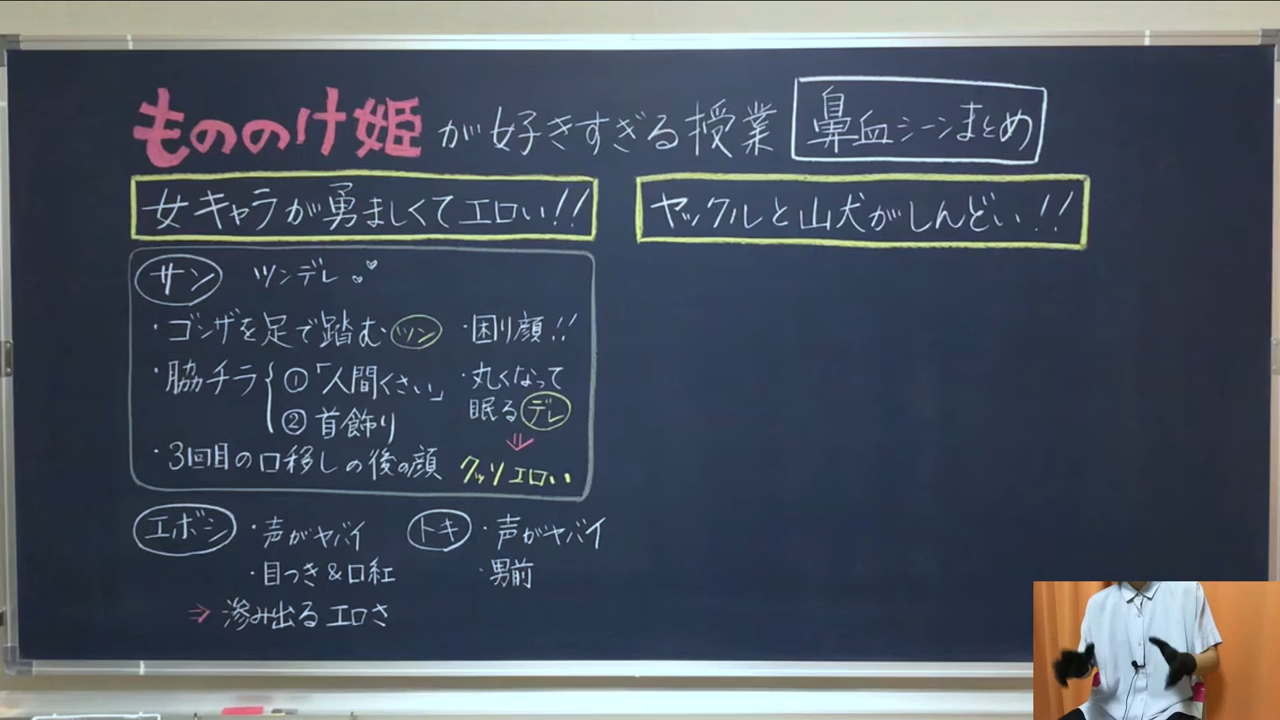 もののけ姫が好きすぎる授業 鼻血シーンまとめ
女キャラが勇ましくてエロい!!
サン ツンデレ
・ゴンザを足で踏む ツン
・脇チラ ①「人間くさい」
② 首飾り
・3回目の口移しの後の顔
・困り顔!!
・丸くなって
眠る デレ
⇓
クッソエロい
エボシ ・声がヤバイ
・目つき&口紅
⇒ 滲み出るエロさ
トキ ・声がヤバイ
・男前
ヤックルと山犬がしんどい!!